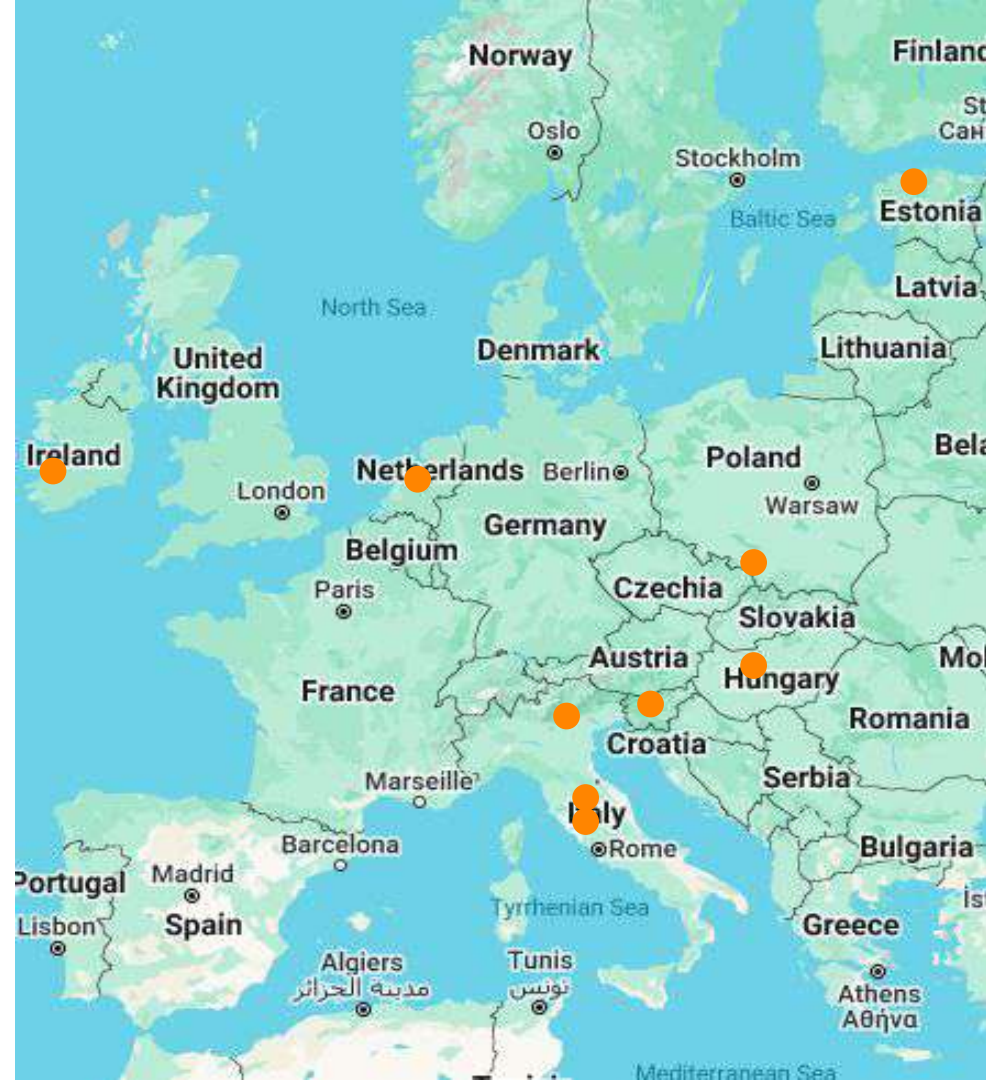 Norway
Finland
Oslo
St
Сан
Stockholm
Baltic Sea
Estonia
Latvia
North Sea
Denmark
Lithuania
United
Kingdom
Ireland
Netherlands
Berlin
Poland
Bela
London
Warsaw
Germany
Belgium
Paris
Czechia
Slovakia
Austria
Hungary
Mol
France
Romania
Croatia
Marseille
Serbia
Italy
Barcelona
Rome
Bulgaria
Portugal
Madrid
İst
Lisbon
Spain
Tyrrhenian Sea
Greece
Algiers
مدينة الجزائر
Tunis
تونس
Athens
Αθήνα
Mediterranean Sea